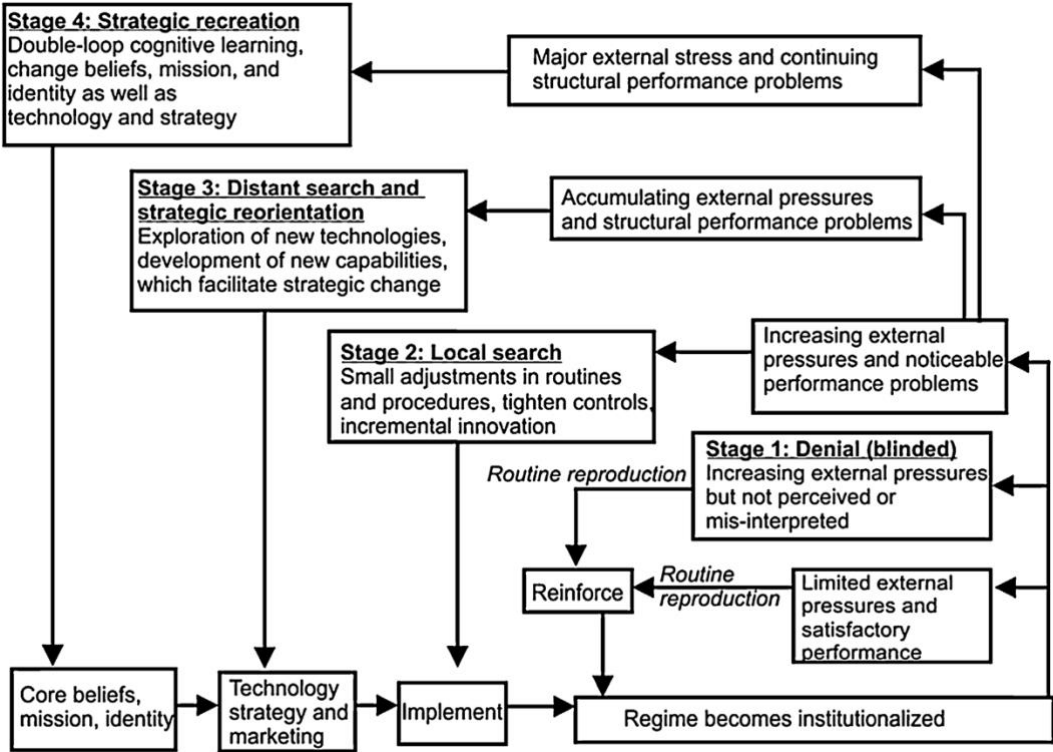 Stage 4: Strategic recreation
Double-loop cognitive learning,
change beliefs, mission, and
identity as well as
technology and strategy
Major external stress and continuing
structural performance problems
Stage 3: Distant search and
strategic reorientation
Exploration of new technologies,
development of new capabilities,
which facilitate strategic change
Accumulating external pressures
and structural performance problems
Stage 2: Local search
Small adjustments in routines
and procedures, tighten controls,
incremental innovation
Increasing external
pressures and noticeable
performance problems
Stage 1: Denial (blinded)
Increasing external pressures
but not perceived or
mis-interpreted
Routine reproduction
Reinforce
Routine
reproduction
Limited external
pressures and
satisfactory
performance
Core beliefs,
mission, identity
Technology
strategy and
marketing
Implement
Regime becomes institutionalized